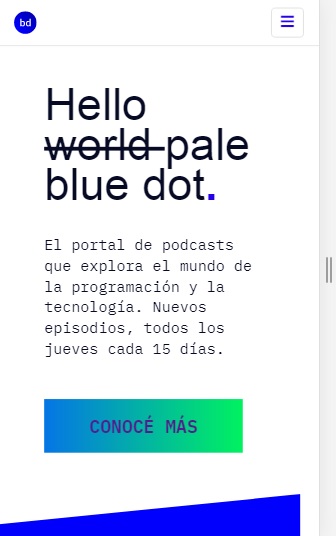 bd
Hello
world pale
blue dot.
El portal de podcasts
que explora el mundo de
la programación y la
tecnología. Nuevos
episodios, todos los
jueves cada 15 días.
CONOCÉ MÁS